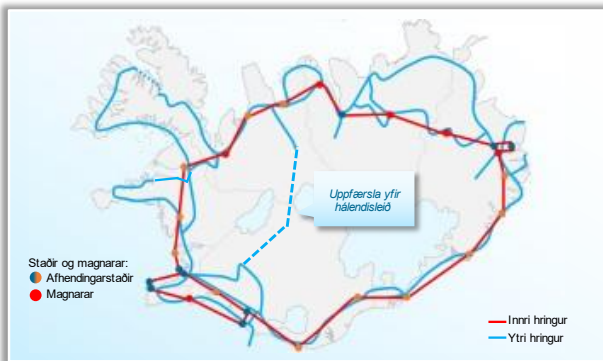 Uppfærsla yfir
hálendisleið
Staðir og magnarar:
Afhendingarstaðir
Magnarar
Innri hringur
Ytri hringur